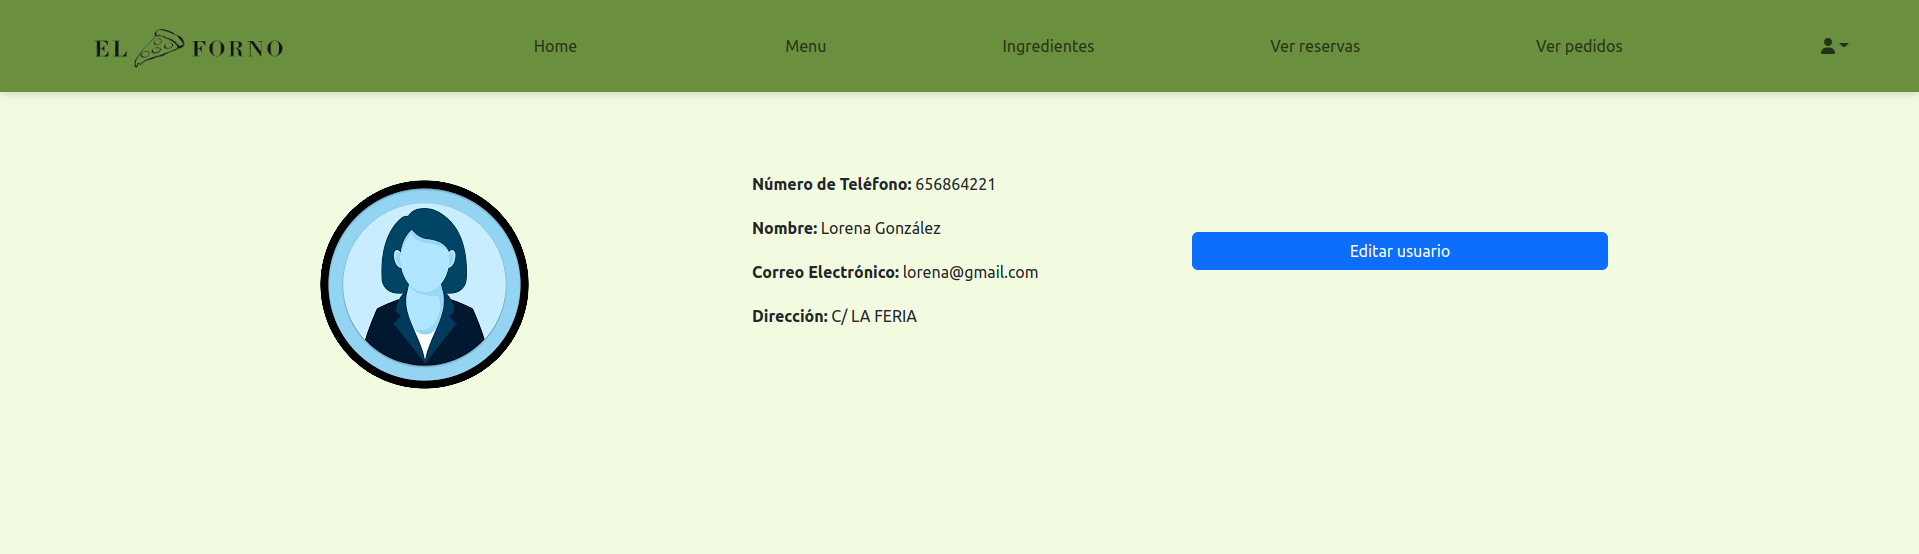 EL FORNO
Home
Menu
Ingredientes
Ver reservas
Ver pedidos
Número de Teléfono: 656864221
Nombre: Lorena González
Correo Electrónico: lorena@gmail.com
Dirección: C/ LA FERIA
Editar usuario